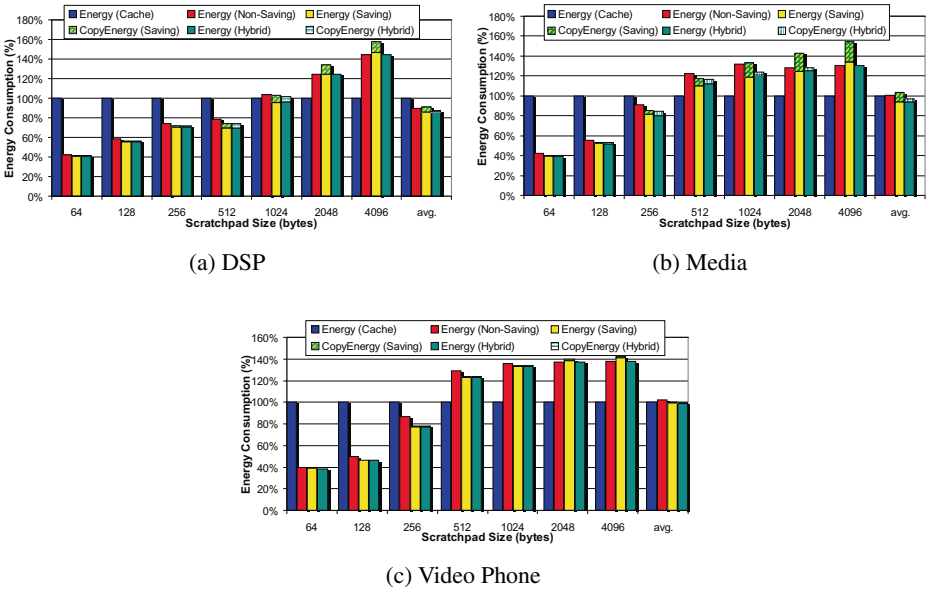 180%
160%
140%
120%
100%
80%
60%
40%
20%
0%
Energy Consumption (%)
Energy (Cache) Energy (Non-Saving) Energy (Saving)
CopyEnergy (Saving) Energy (Hybrid) CopyEnergy (Hybrid)
64 128 256 512 1024 2048 4096 avg.
Scratchpad Size (bytes)
(a) DSP
180%
160%
140%
120%
100%
80%
60%
40%
20%
0%
Energy Consumption (%)
Energy (Cache) Energy (Non-Saving) Energy (Saving)
CopyEnergy (Saving) Energy (Hybrid) CopyEnergy (Hybrid)
64 128 256 512 1024 2048 4096 avg.
Scratchpad Size (bytes)
(b) Media
160%
140%
120%
100%
80%
60%
40%
20%
0%
Energy Consumption (%)
Energy (Cache) Energy (Non-Saving) Energy (Saving)
CopyEnergy (Saving) Energy (Hybrid) CopyEnergy (Hybrid)
64 128 256 512 1024 2048 4096 avg.
Scratchpad Size (bytes)
(c) Video Phone